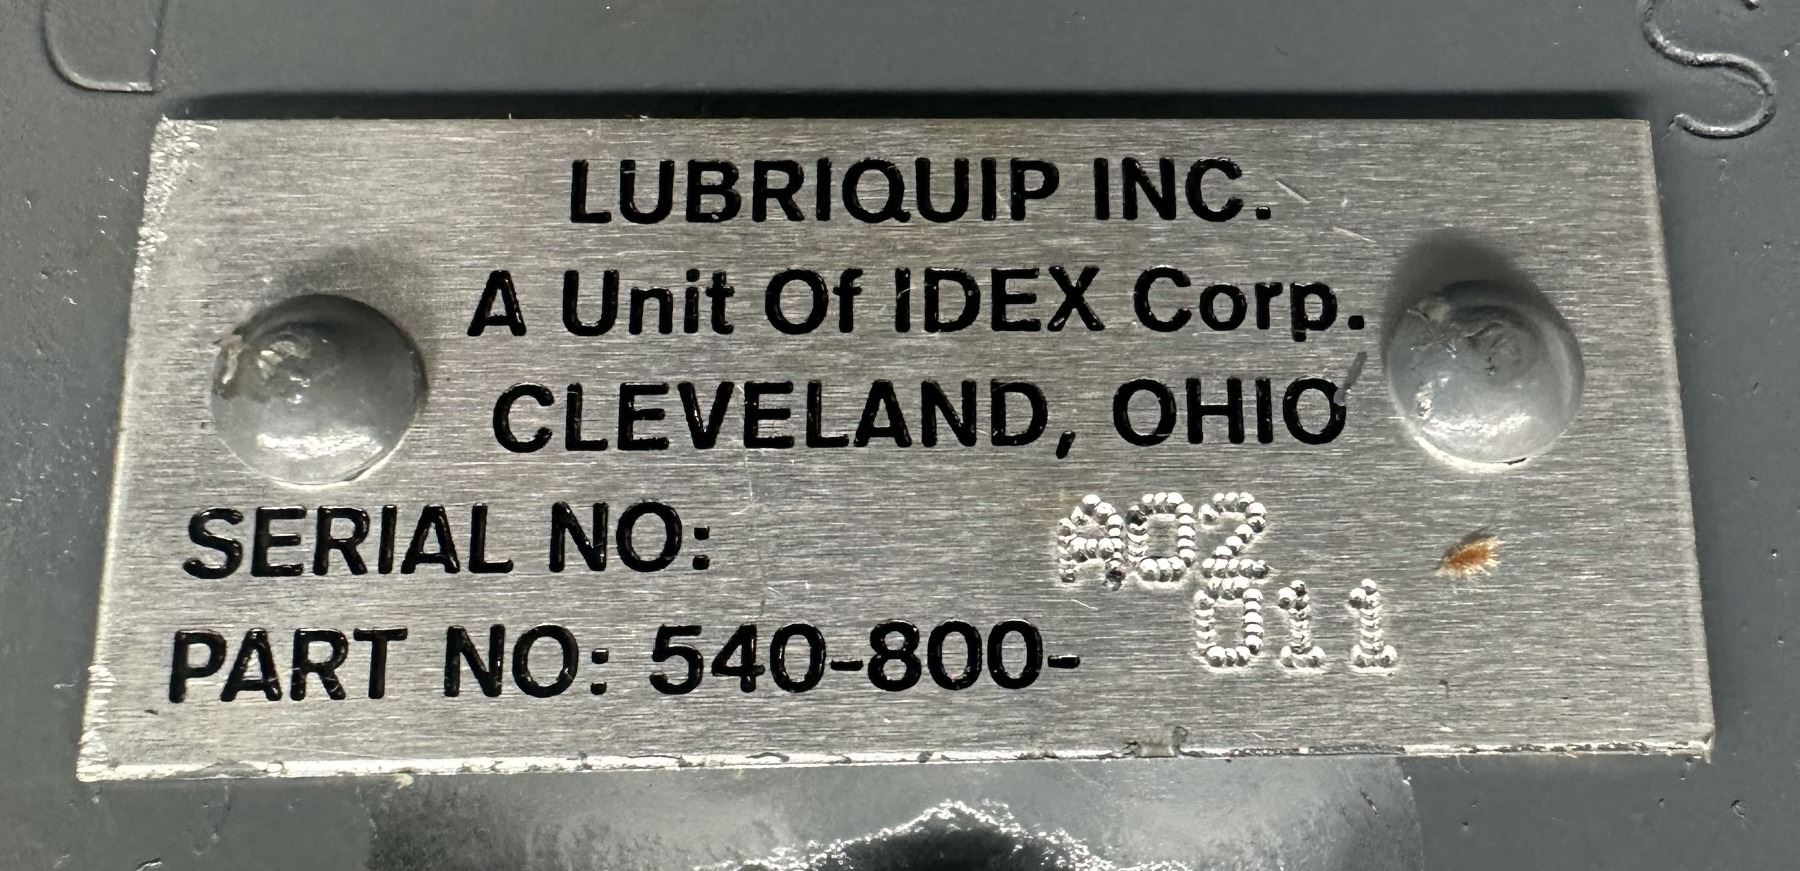 LUBRIQUIP INC.
A Unit Of IDEX Corp.
CLEVELAND, OHIO
SERIAL NO: A02
PART NO: 540-800-011